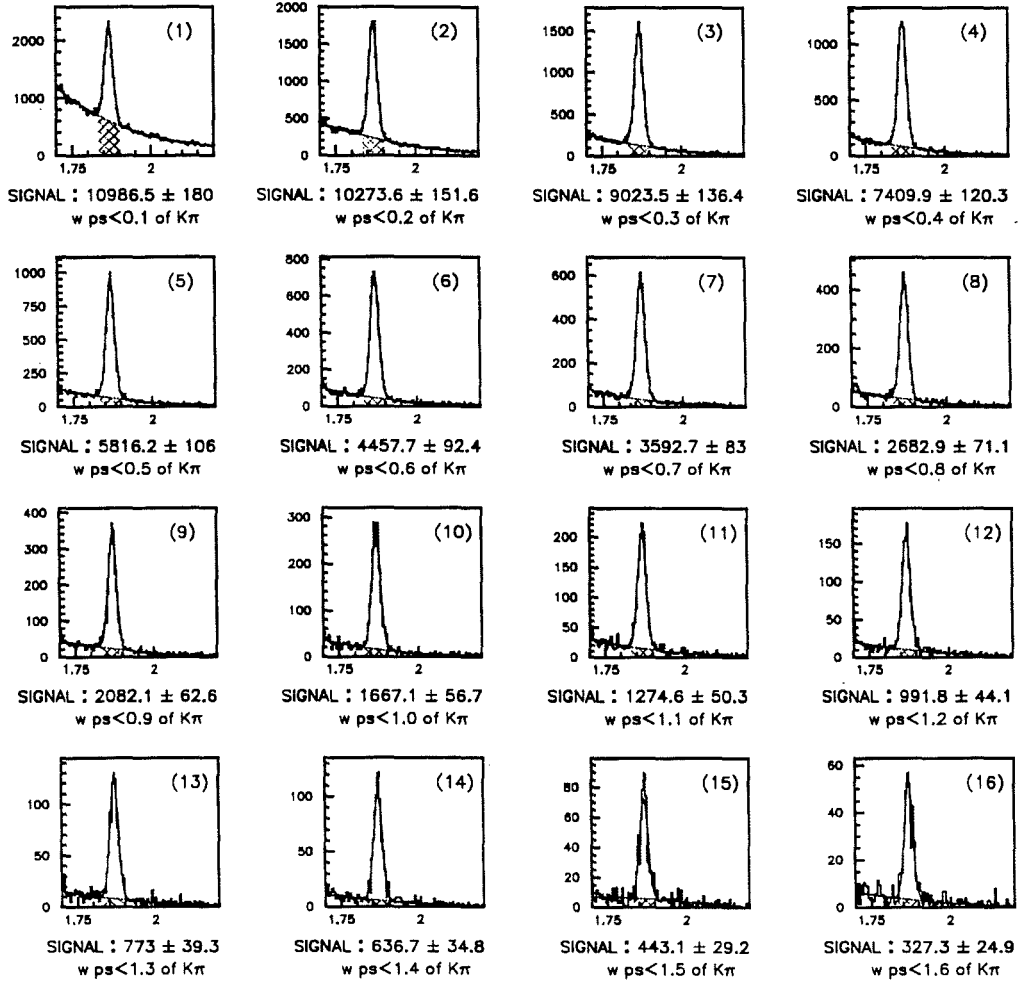 (1) (2) (3) (4)
2000 1000 0 1.75 2
2000 1500 1000 500 0 1.75 2
1500 1000 500 0 1.75 2
1000 500 0 1.75 2
SIGNAL : 10986.5 ± 180 SIGNAL : 10273.6 ± 151.6 SIGNAL : 9023.5 ± 136.4 SIGNAL : 7409.9 ± 120.3
w ps<0.1 of Kπ w ps<0.2 of Kπ w ps<0.3 of Kπ w ps<0.4 of Kπ
(5) (6) (7) (8)
1000 750 500 250 0 1.75 2
800 600 400 200 0 1.75 2
600 400 200 0 1.75 2
400 200 0 1.75 2
SIGNAL : 5816.2 ± 106 SIGNAL : 4457.7 ± 92.4 SIGNAL : 3592.7 ± 83 SIGNAL : 2682.9 ± 71.1
w ps<0.5 of Kπ w ps<0.6 of Kπ w ps<0.7 of Kπ w ps<0.8 of Kπ
(9) (10) (11) (12)
400 300 200 100 0 1.75 2
300 200 100 0 1.75 2
200 150 100 50 0 1.75 2
150 100 50 0 1.75 2
SIGNAL : 2082.1 ± 62.6 SIGNAL : 1667.1 ± 56.7 SIGNAL : 1274.6 ± 50.3 SIGNAL : 991.8 ± 44.1
w ps<0.9 of Kπ w ps<1.0 of Kπ w ps<1.1 of Kπ w ps<1.2 of Kπ
(13) (14) (15) (16)
100 50 0 1.75 2
100 50 0 1.75 2
80 60 40 20 0 1.75 2
60 40 20 0 1.75 2
SIGNAL : 773 ± 39.3 SIGNAL : 636.7 ± 34.8 SIGNAL : 443.1 ± 29.2 SIGNAL : 327.3 ± 24.9
w ps<1.3 of Kπ w ps<1.4 of Kπ w ps<1.5 of Kπ w ps<1.6 of Kπ